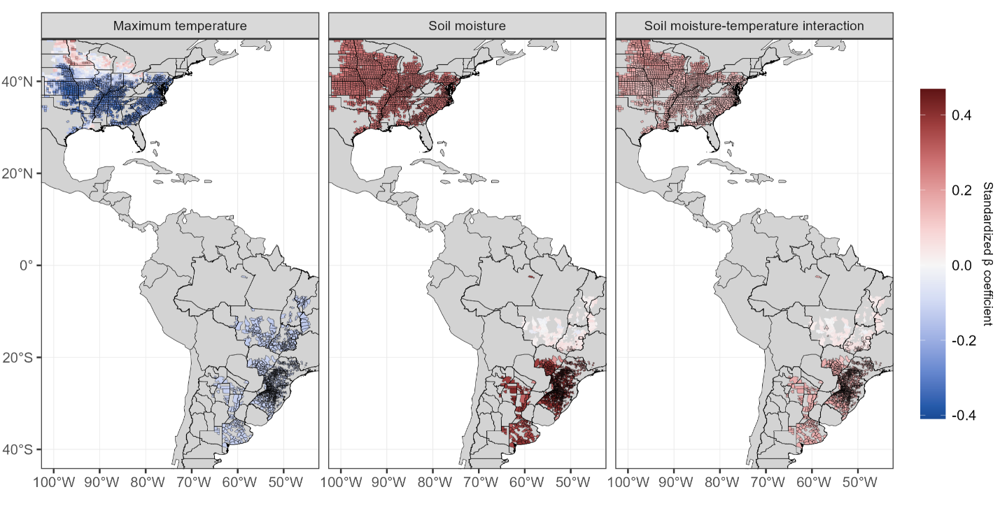 Maximum temperature
Soil moisture
Soil moisture-temperature interaction
40°N
20°N
0°
20°S
40°S
100°W 90°W 80°W 70°W 60°W 50°W
100°W 90°W 80°W 70°W 60°W 50°W
100°W 90°W 80°W 70°W 60°W 50°W
0.4
0.2
0.0
-0.2
-0.4
Standardized β coefficient